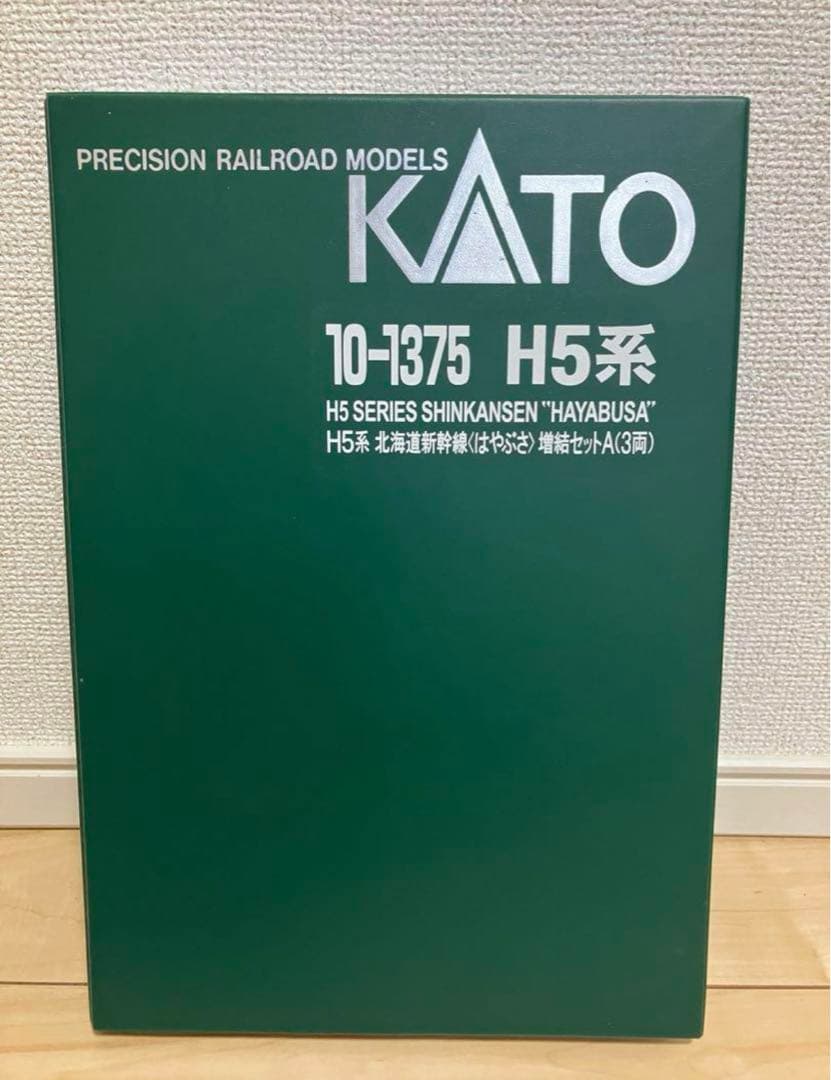 PRECISION RAILROAD MODELS
KATO
10-1375 H5系
H5 SERIES SHINKANSEN "HAYABUSA"
H5系 北海道新幹線〈はやぶさ〉増結セットA(3両)